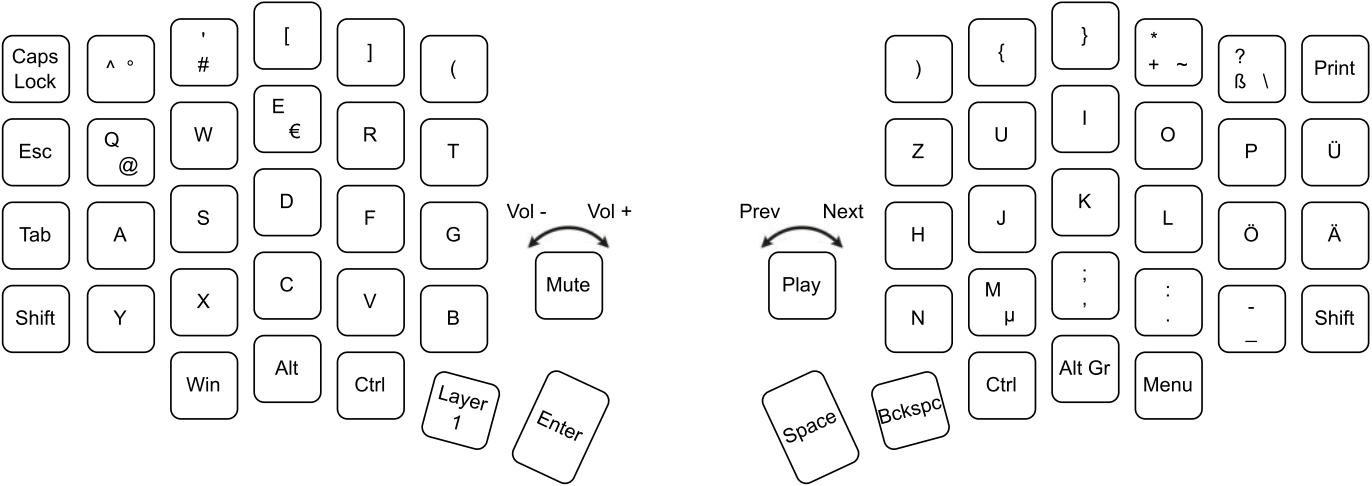 Caps
Lock
^ °
'
#
[
]
(
)
{
}
*
+ ~
?
ß \
Print
Esc
Q
@
W
E
€
R
T
Z
U
I
O
P
Ü
Tab
A
S
D
F
G
Vol - Vol +
Mute
Prev Next
Play
H
J
K
L
Ö
Ä
Shift
Y
X
C
V
B
N
M
µ
;
,
:
.
-
_
Shift
Win
Alt
Ctrl
Layer
1
Enter
Space
Bckspc
Ctrl
Alt Gr
Menu